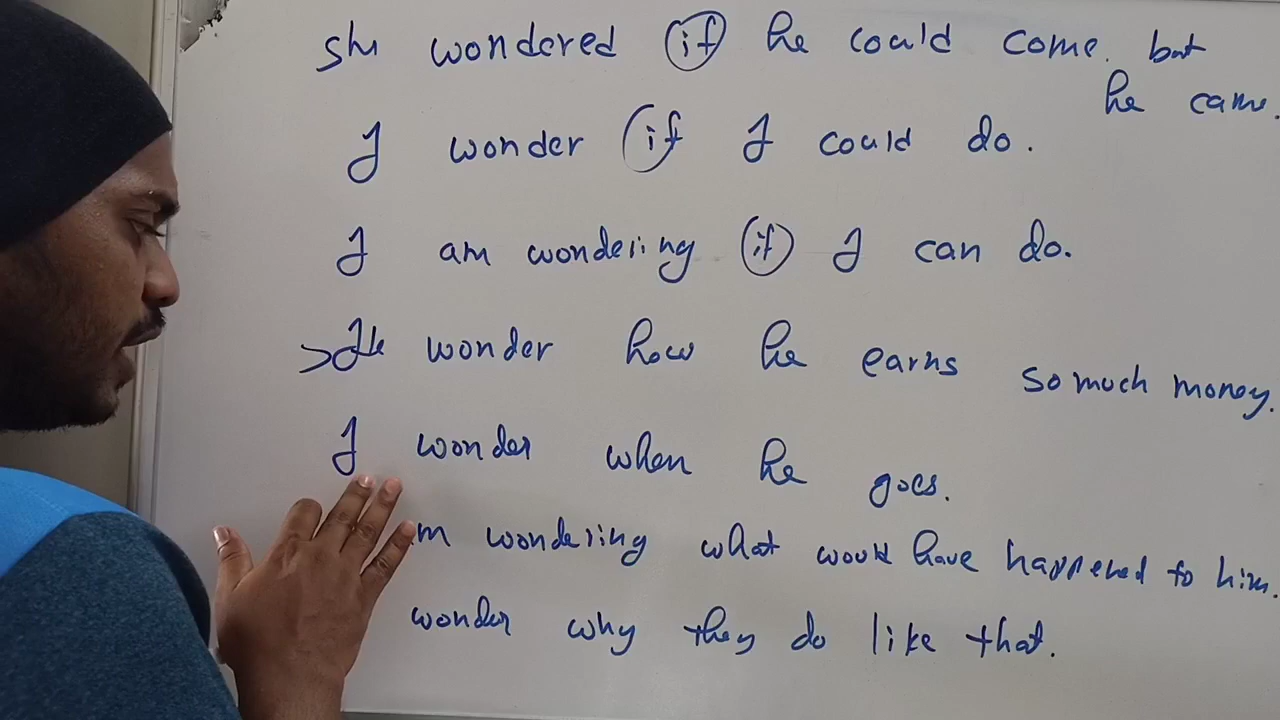 she wondered if he could come. but
he came.
I wonder if I could do.
I am wondering if I can do.
wonder how he earns so much money.
I wonder when he goes.
m wondering what would have happened to him.
wonder why they do like that.